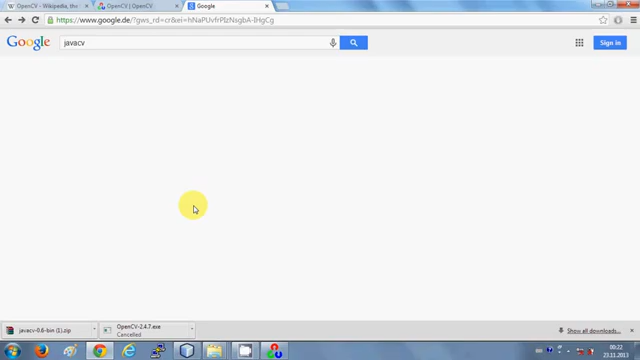 OpenCV - Wikipedia, the
OpenCV | OpenCV
Google
https://www.google.de/?gws_rd=cr&ei=hNaPUvfrPIzNsgbA-IHgCg
Google
javacv
Sign in
javacv-0.6-bin (1).zip
OpenCV-2.4.7.exe
Cancelled
Show all downloads...
00:22
23.11.2013